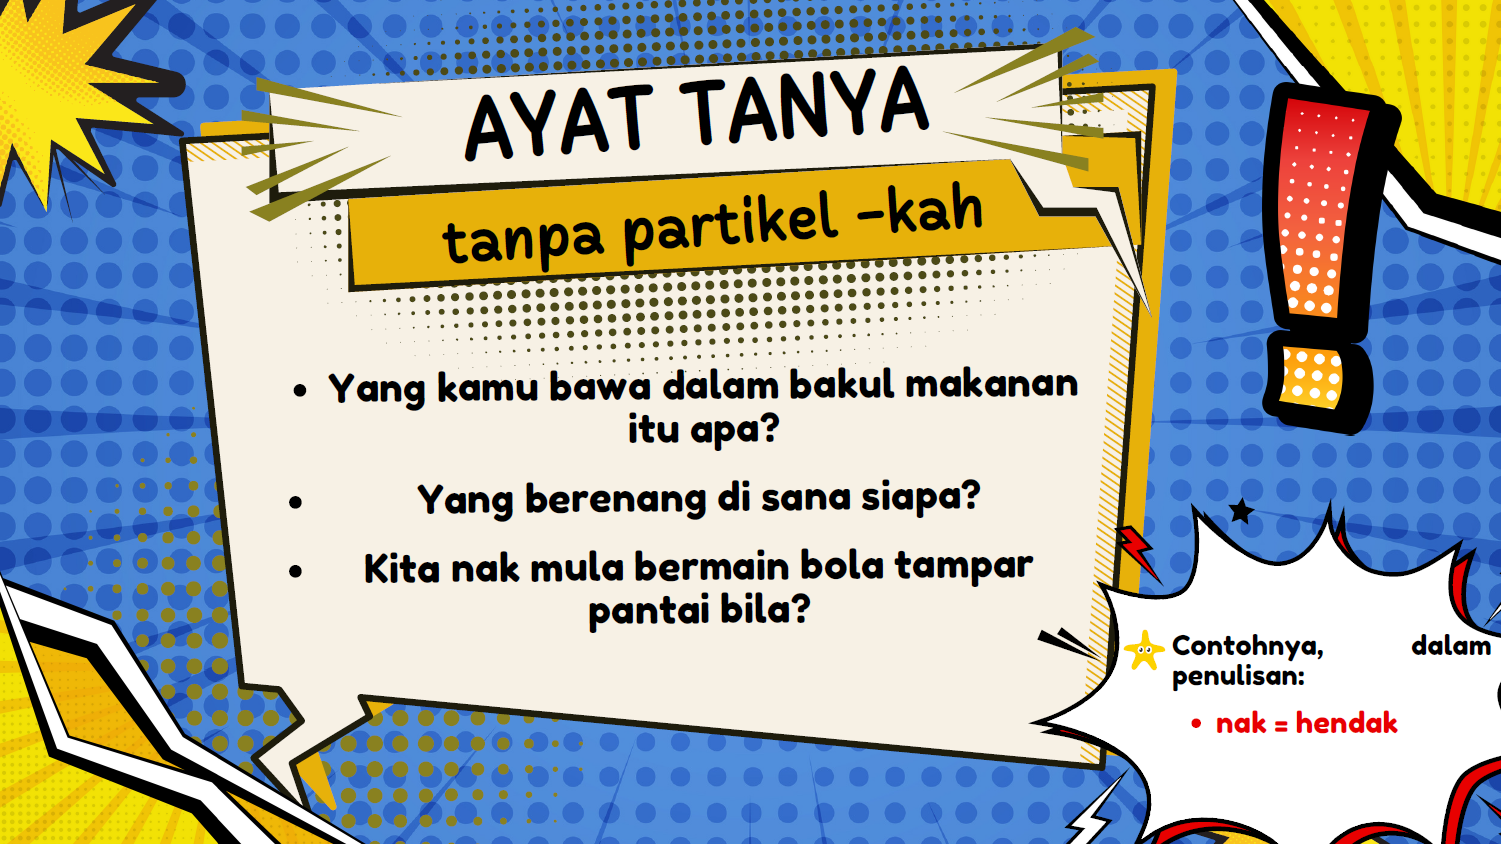 AYAT TANYA
tanpa partikel –kah
• Yang kamu bawa dalam bakul makanan
itu apa?
• Yang berenang di sana siapa?
• Kita nak mula bermain bola tampar
pantai bila?
Contohnya, dalam
penulisan:
• nak = hendak